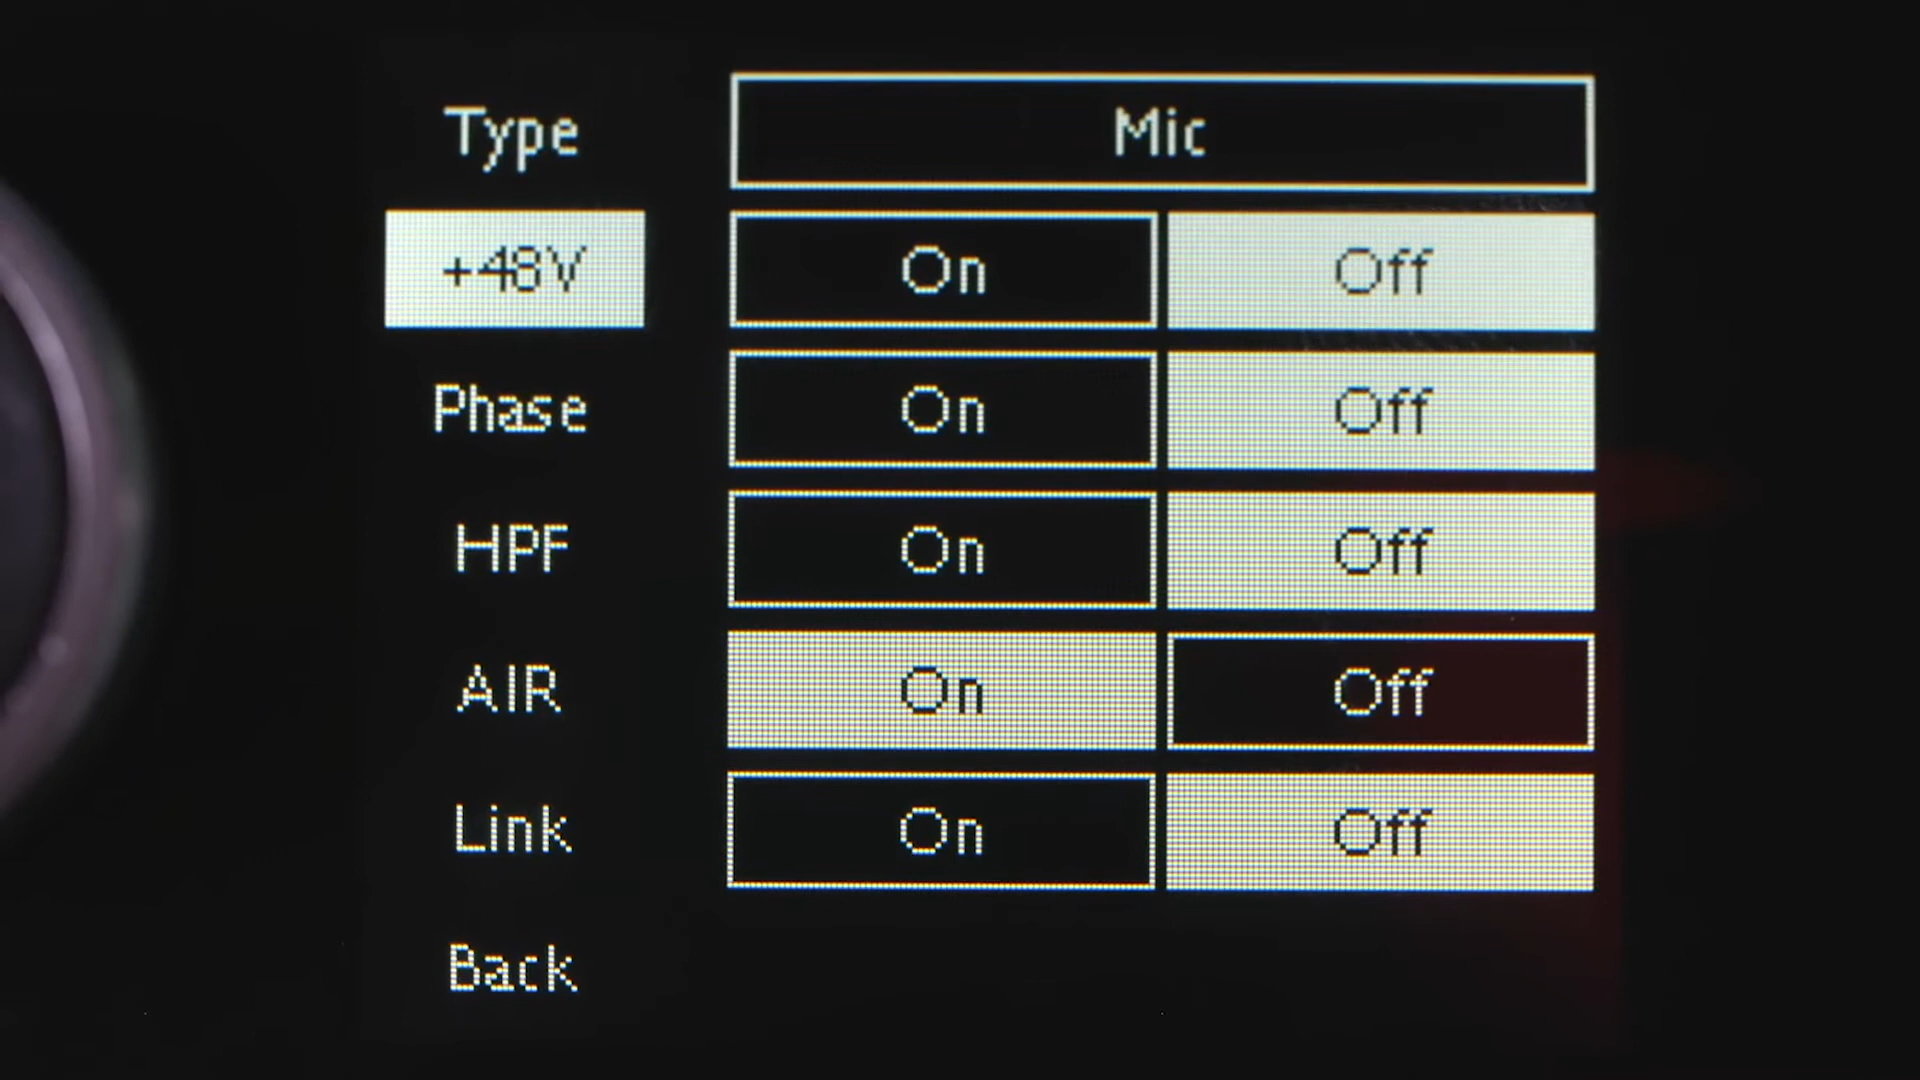 Type Mic
+48V On Off
Phase On Off
HPF On Off
AIR On Off
Link On Off
Back